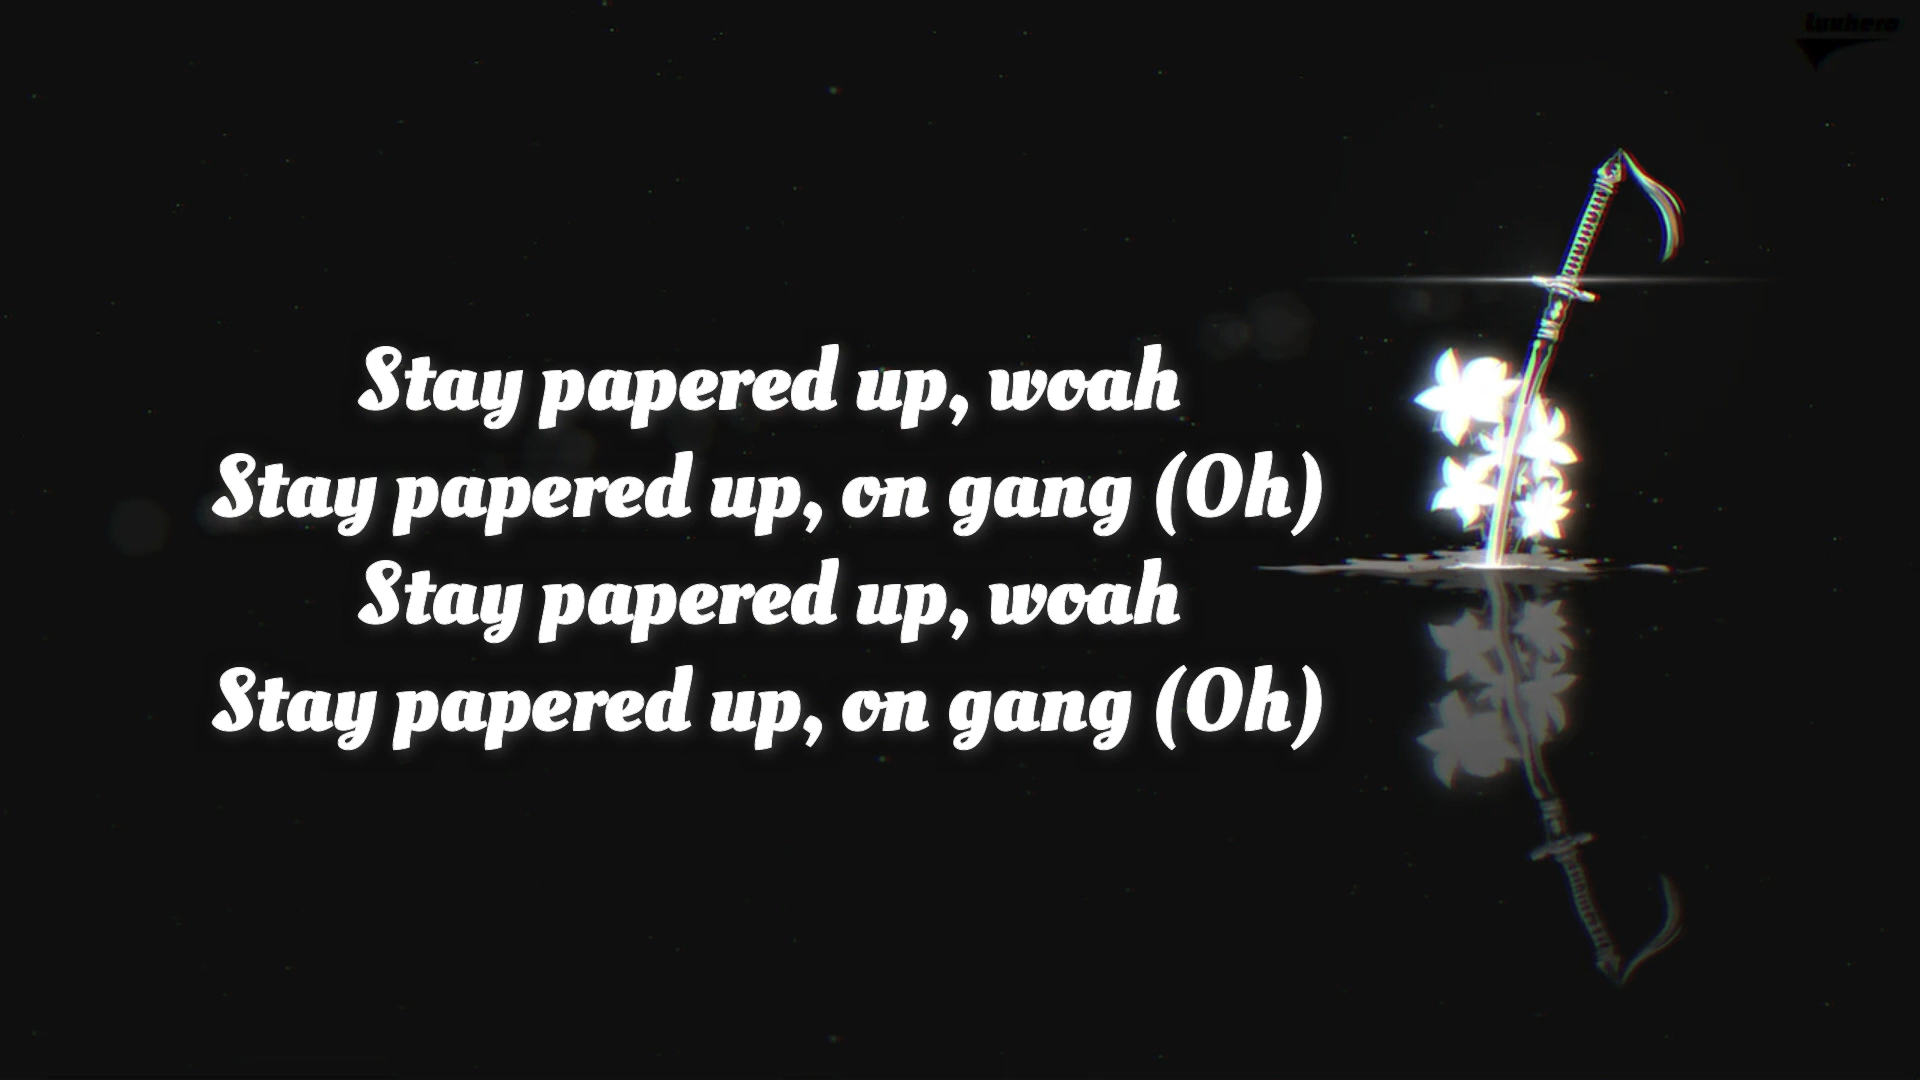 Luuhero
Stay papered up, woah
Stay papered up, on gang (Oh)
Stay papered up, woah
Stay papered up, on gang (Oh)